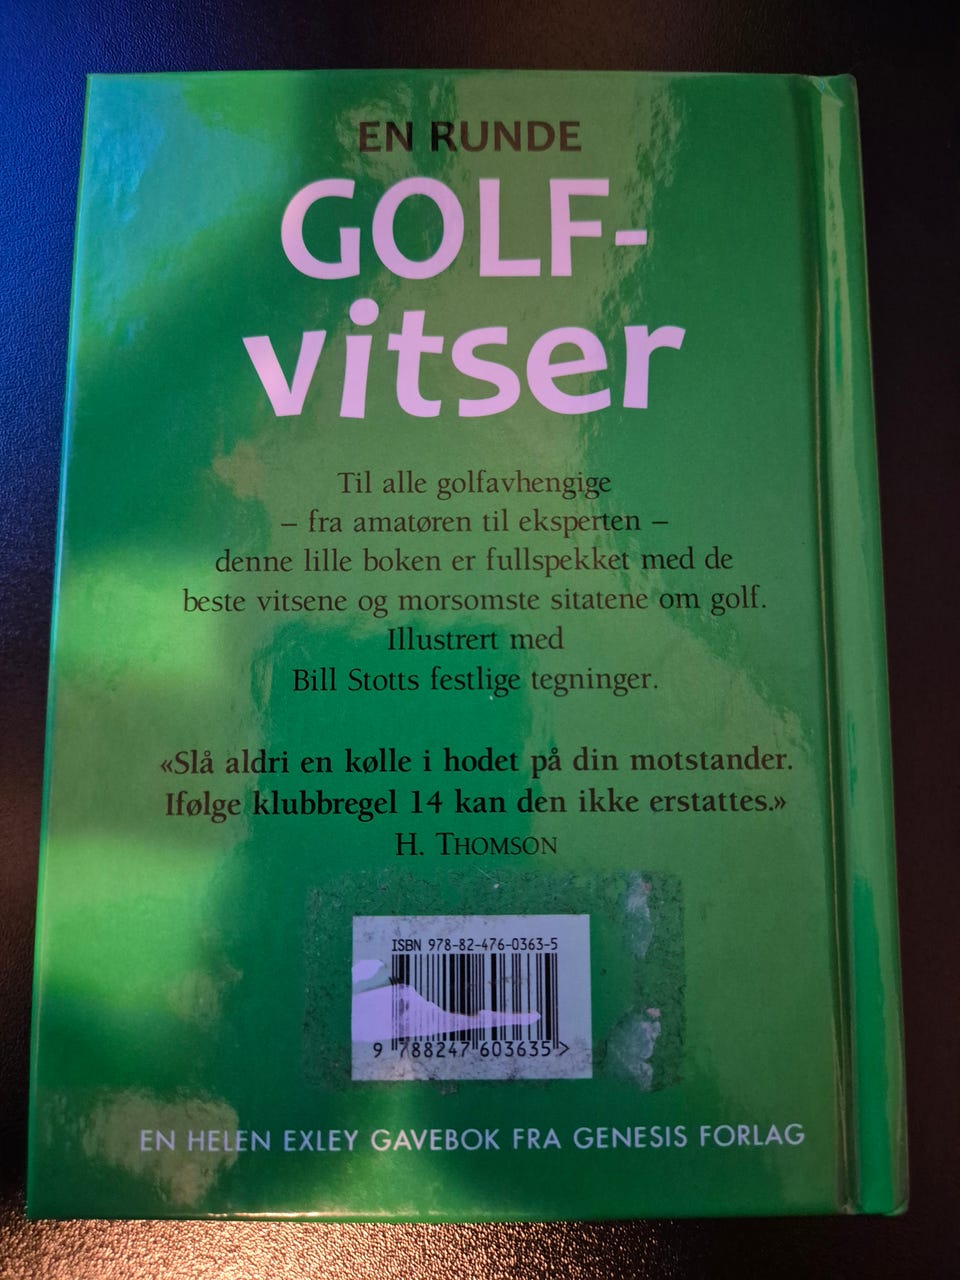 EN RUNDE
GOLF-
vitser
Til alle golfavhengige
– fra amatøren til eksperten –
denne lille boken er fullspekket med de
beste vitsene og morsomste sitatene om golf.
Illustrert med
Bill Stotts festlige tegninger.
«Slå aldri en kølle i hodet på din motstander.
Ifølge klubbregel 14 kan den ikke erstattes.»
H. THOMSON
ISBN 978-82-476-0363-5
9 788247 603635 >
EN HELEN EXLEY GAVEBOK FRA GENESIS FORLAG